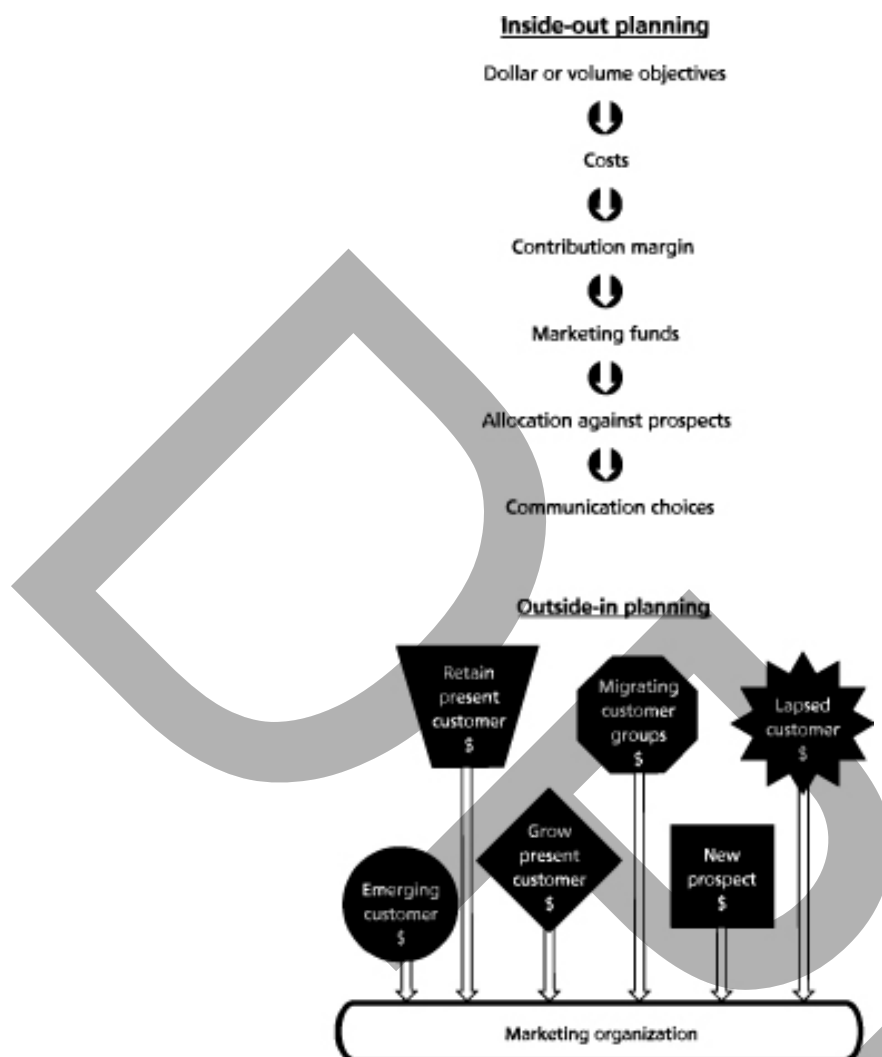 Inside-out planning
Dollar or volume objectives
Costs
Contribution margin
Marketing funds
Allocation against prospects
Communication choices
Outside-in planning
Retain
present
customer
$
Migrating
customer
groups
$
Lapsed
customer
$
Emerging
customer
$
Grow
present
customer
$
New
prospect
$
Marketing organization